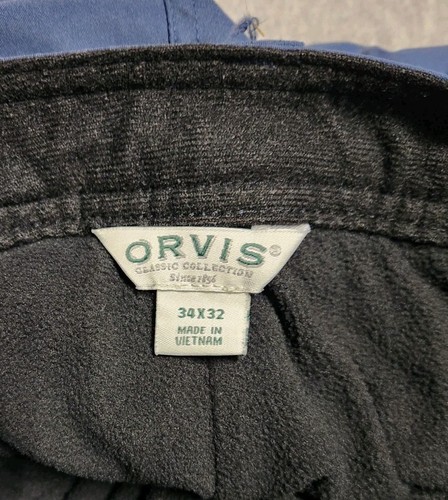 ORVIS®
CLASSIC COLLECTION
Since 1856
34X32
MADE IN
VIETNAM